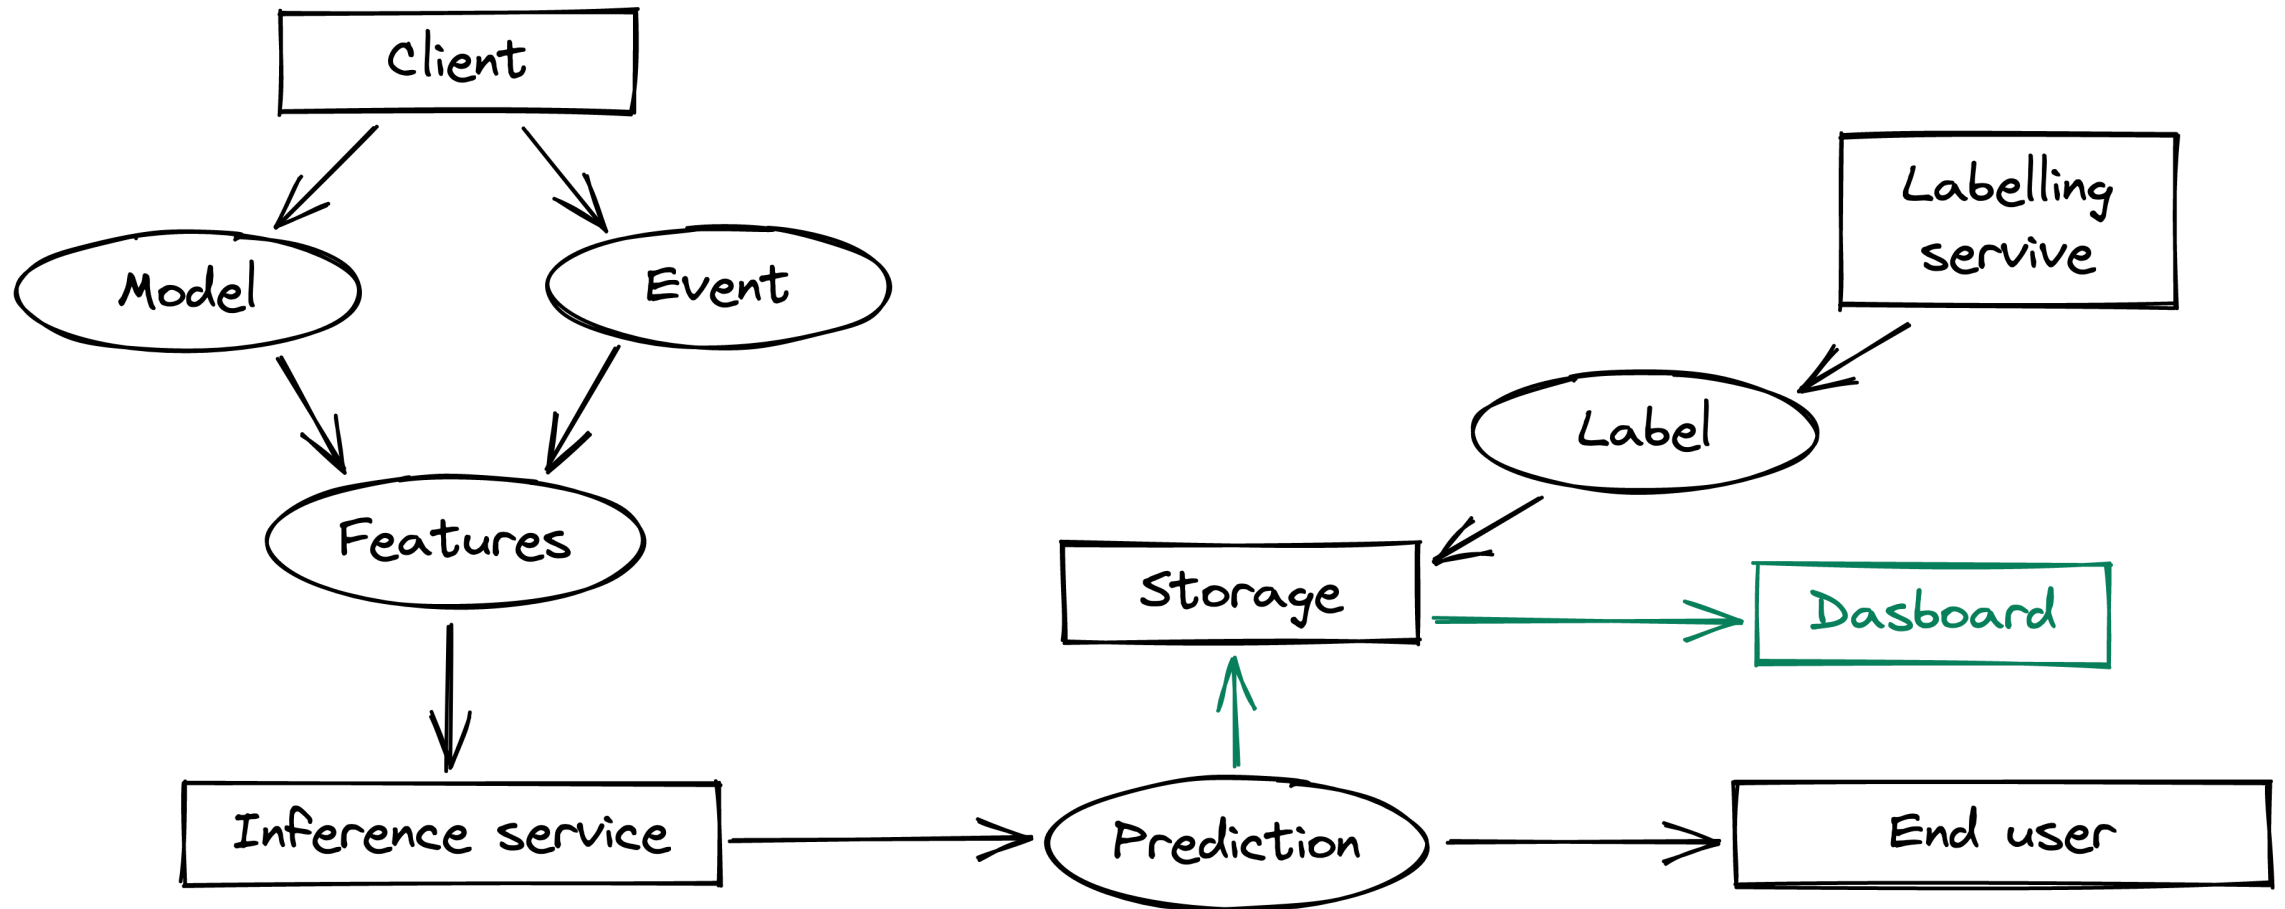 Client
Labelling
servive
Model
Event
Label
Features
Storage
Dasboard
Inference service
Prediction
End user